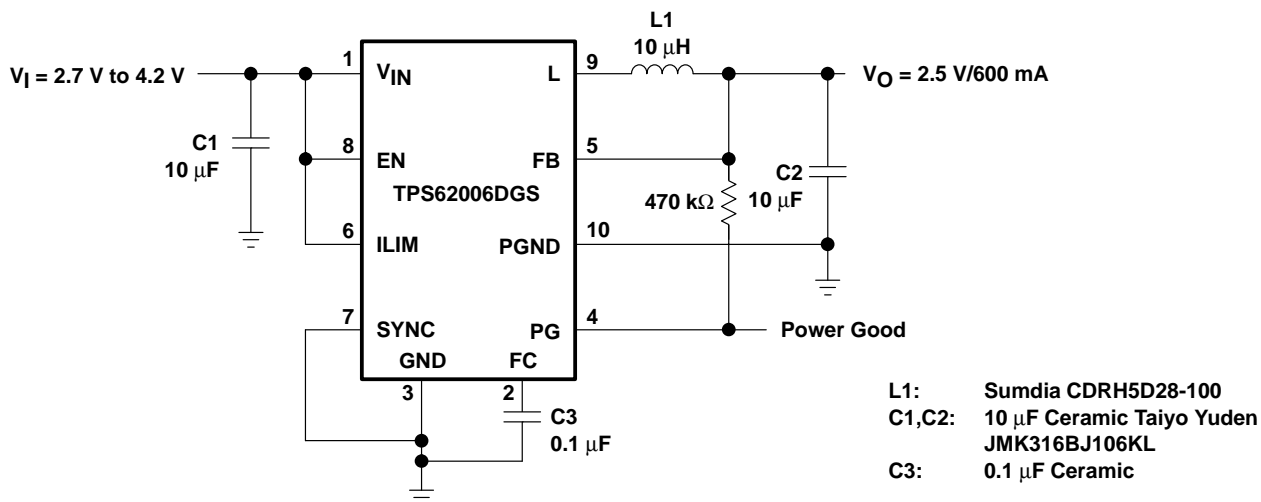 L1
10 μH
1
VIN
L
9
VI = 2.7 V to 4.2 V
VO = 2.5 V/600 mA
C1
10 μF
8
EN
FB
5
TPS62006DGS
C2
10 μF
470 kΩ
6
ILIM
PGND
10
7
SYNC
PG
4
Power Good
GND
FC
3
2
C3
0.1 μF
L1: Sumdia CDRH5D28-100
C1,C2: 10 μF Ceramic Taiyo Yuden
JMK316BJ106KL
C3: 0.1 μF Ceramic